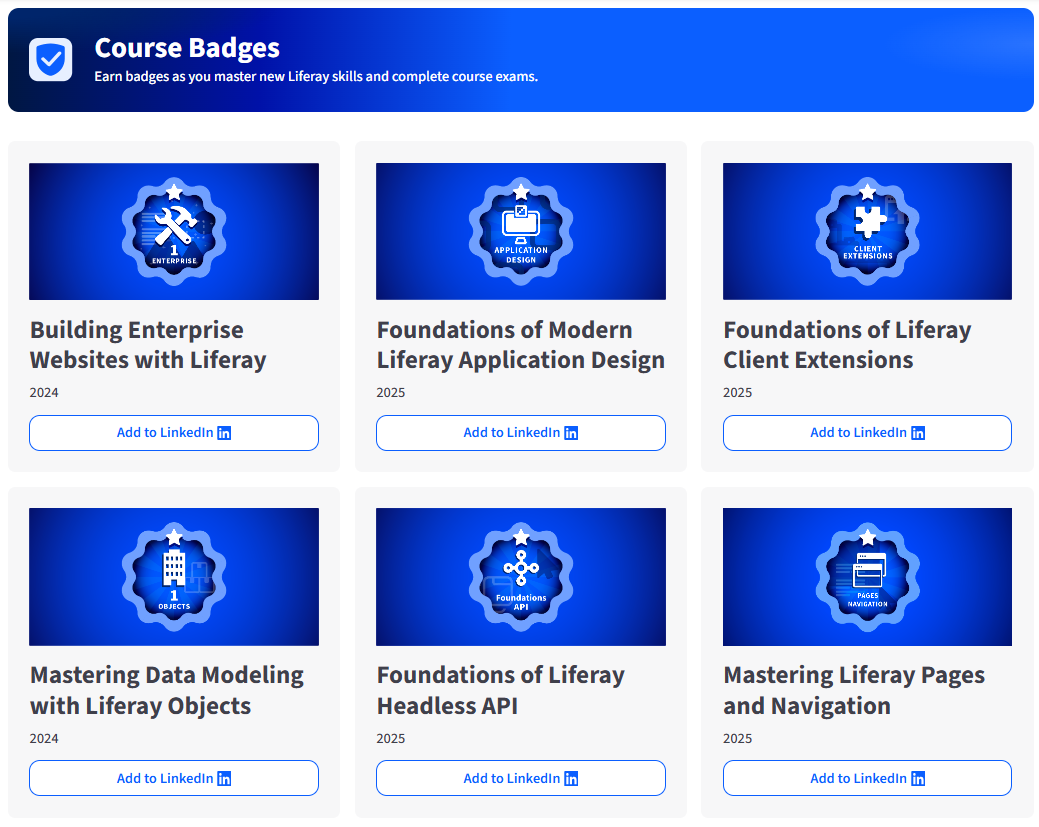 Course Badges
Earn badges as you master new Liferay skills and complete course exams.
1
ENTERPRISE
Building Enterprise
Websites with Liferay
2024
Add to LinkedIn in
APPLICATION
DESIGN
Foundations of Modern
Liferay Application Design
2025
Add to LinkedIn in
CLIENT
EXTENSIONS
Foundations of Liferay
Client Extensions
2025
Add to LinkedIn in
1
OBJECTS
Mastering Data Modeling
with Liferay Objects
2024
Add to LinkedIn in
Foundations
API
Foundations of Liferay
Headless API
2025
Add to LinkedIn in
PAGES
NAVIGATION
Mastering Liferay Pages
and Navigation
2025
Add to LinkedIn in